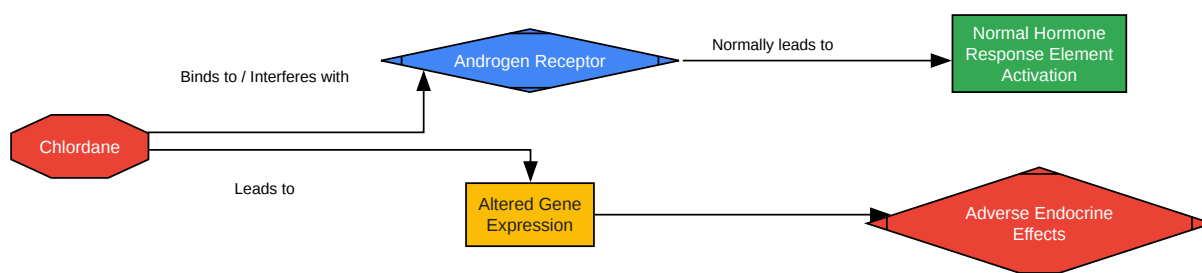 Normal Hormone
Response Element
Activation
Normally leads to
Androgen Receptor
Binds to / Interferes with
Chlordane
Leads to
Altered Gene
Expression
Adverse Endocrine
Effects